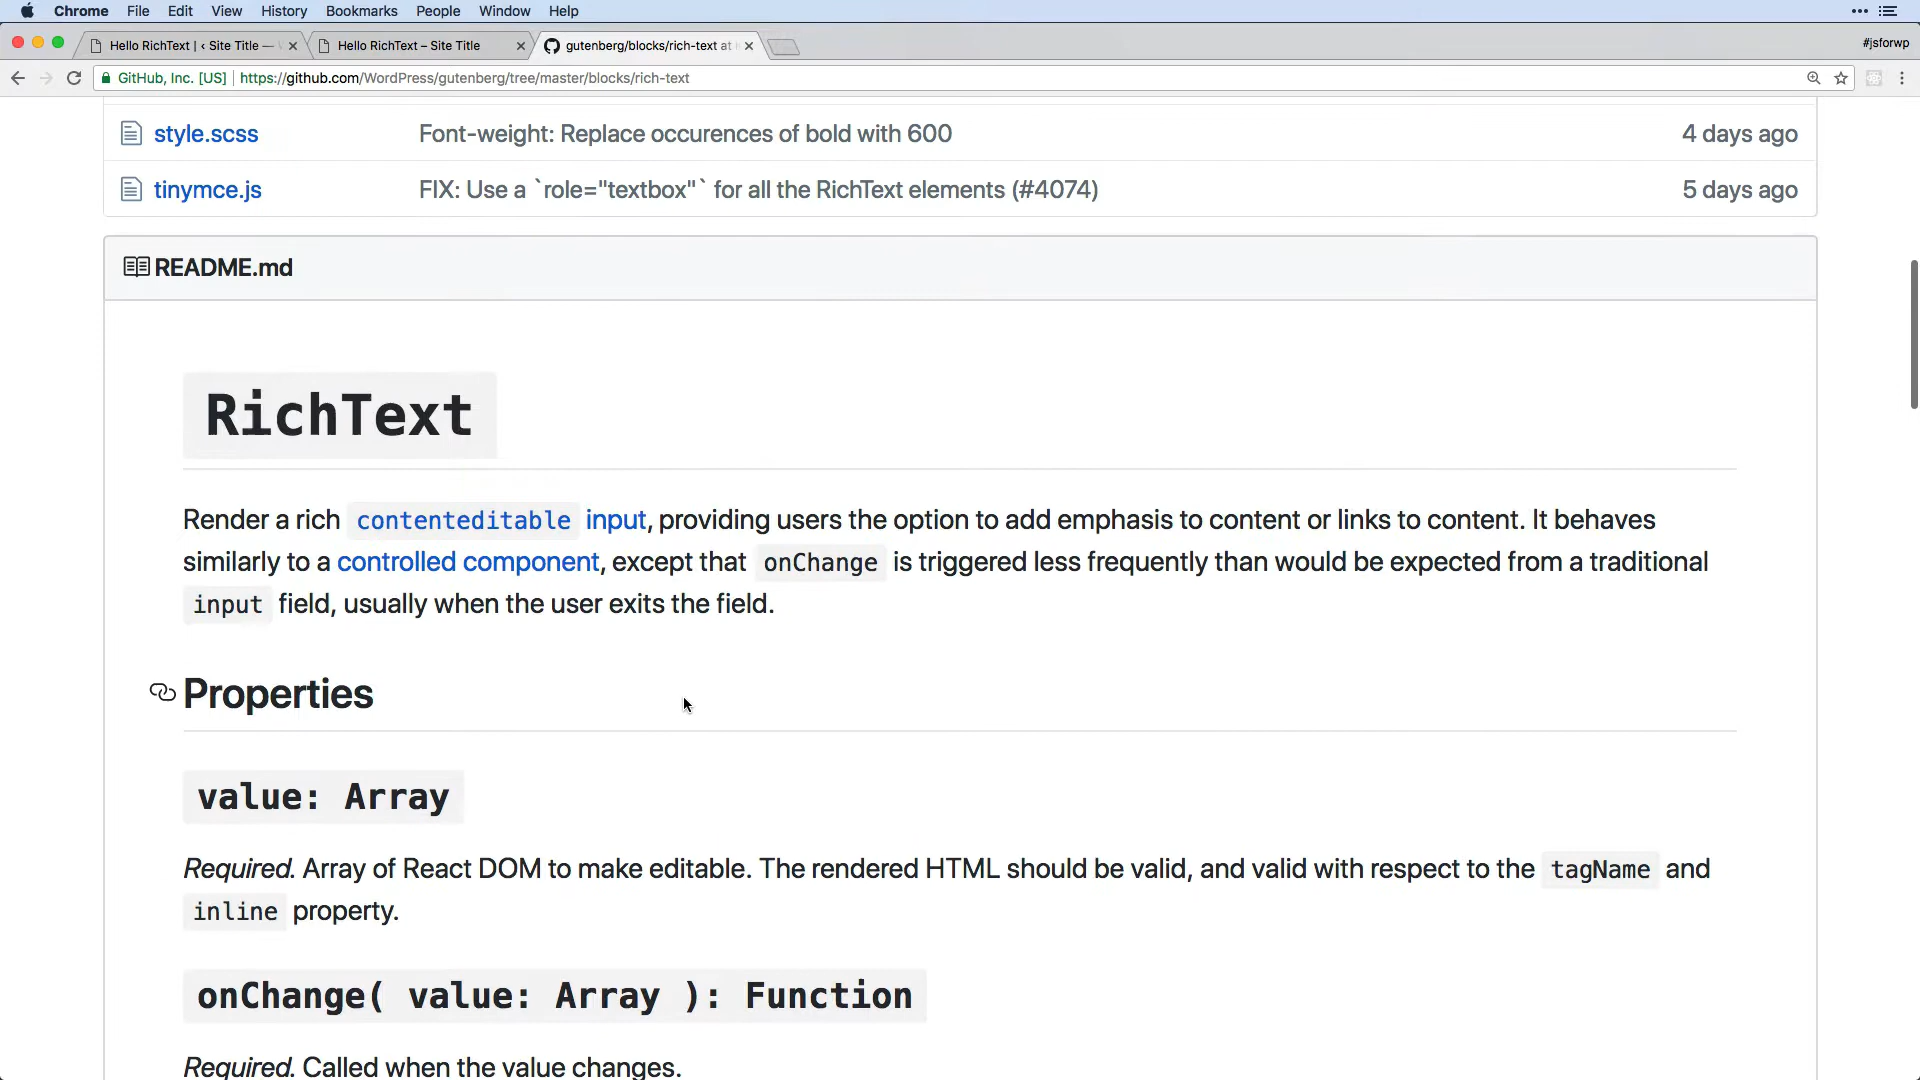 Chrome File Edit View History Bookmarks People Window Help
Hello RichText | ‹ Site Title —
Hello RichText – Site Title
gutenberg/blocks/rich-text at
#jsforwp
GitHub, Inc. [US] https://github.com/WordPress/gutenberg/tree/master/blocks/rich-text
style.scss Font-weight: Replace occurences of bold with 600 4 days ago
tinymce.js FIX: Use a `role="textbox"` for all the RichText elements (#4074) 5 days ago
README.md
RichText
Render a rich contenteditable input, providing users the option to add emphasis to content or links to content. It behaves
similarly to a controlled component, except that onChange is triggered less frequently than would be expected from a traditional
input field, usually when the user exits the field.
Properties
value: Array
Required. Array of React DOM to make editable. The rendered HTML should be valid, and valid with respect to the tagName and
inline property.
onChange( value: Array ): Function
Required. Called when the value changes.